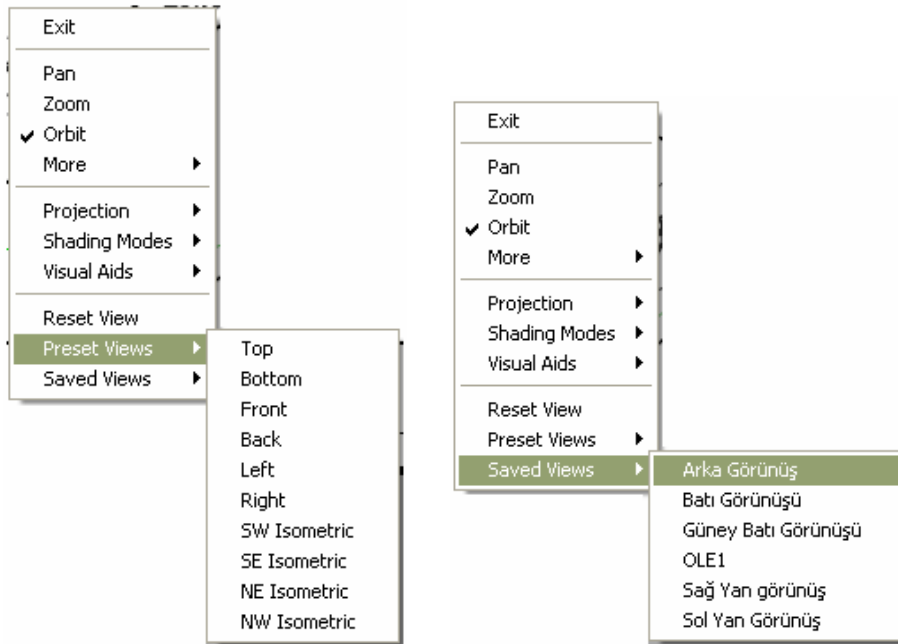 Exit
Pan
Zoom
Orbit
More
Projection
Shading Modes
Visual Aids
Reset View
Preset Views
Saved Views
Top
Bottom
Front
Back
Left
Right
SW Isometric
SE Isometric
NE Isometric
NW Isometric
Exit
Pan
Zoom
Orbit
More
Projection
Shading Modes
Visual Aids
Reset View
Preset Views
Saved Views
Arka Görünüş
Batı Görünüşü
Güney Batı Görünüşü
OLE1
Sağ Yan görünüş
Sol Yan Görünüş